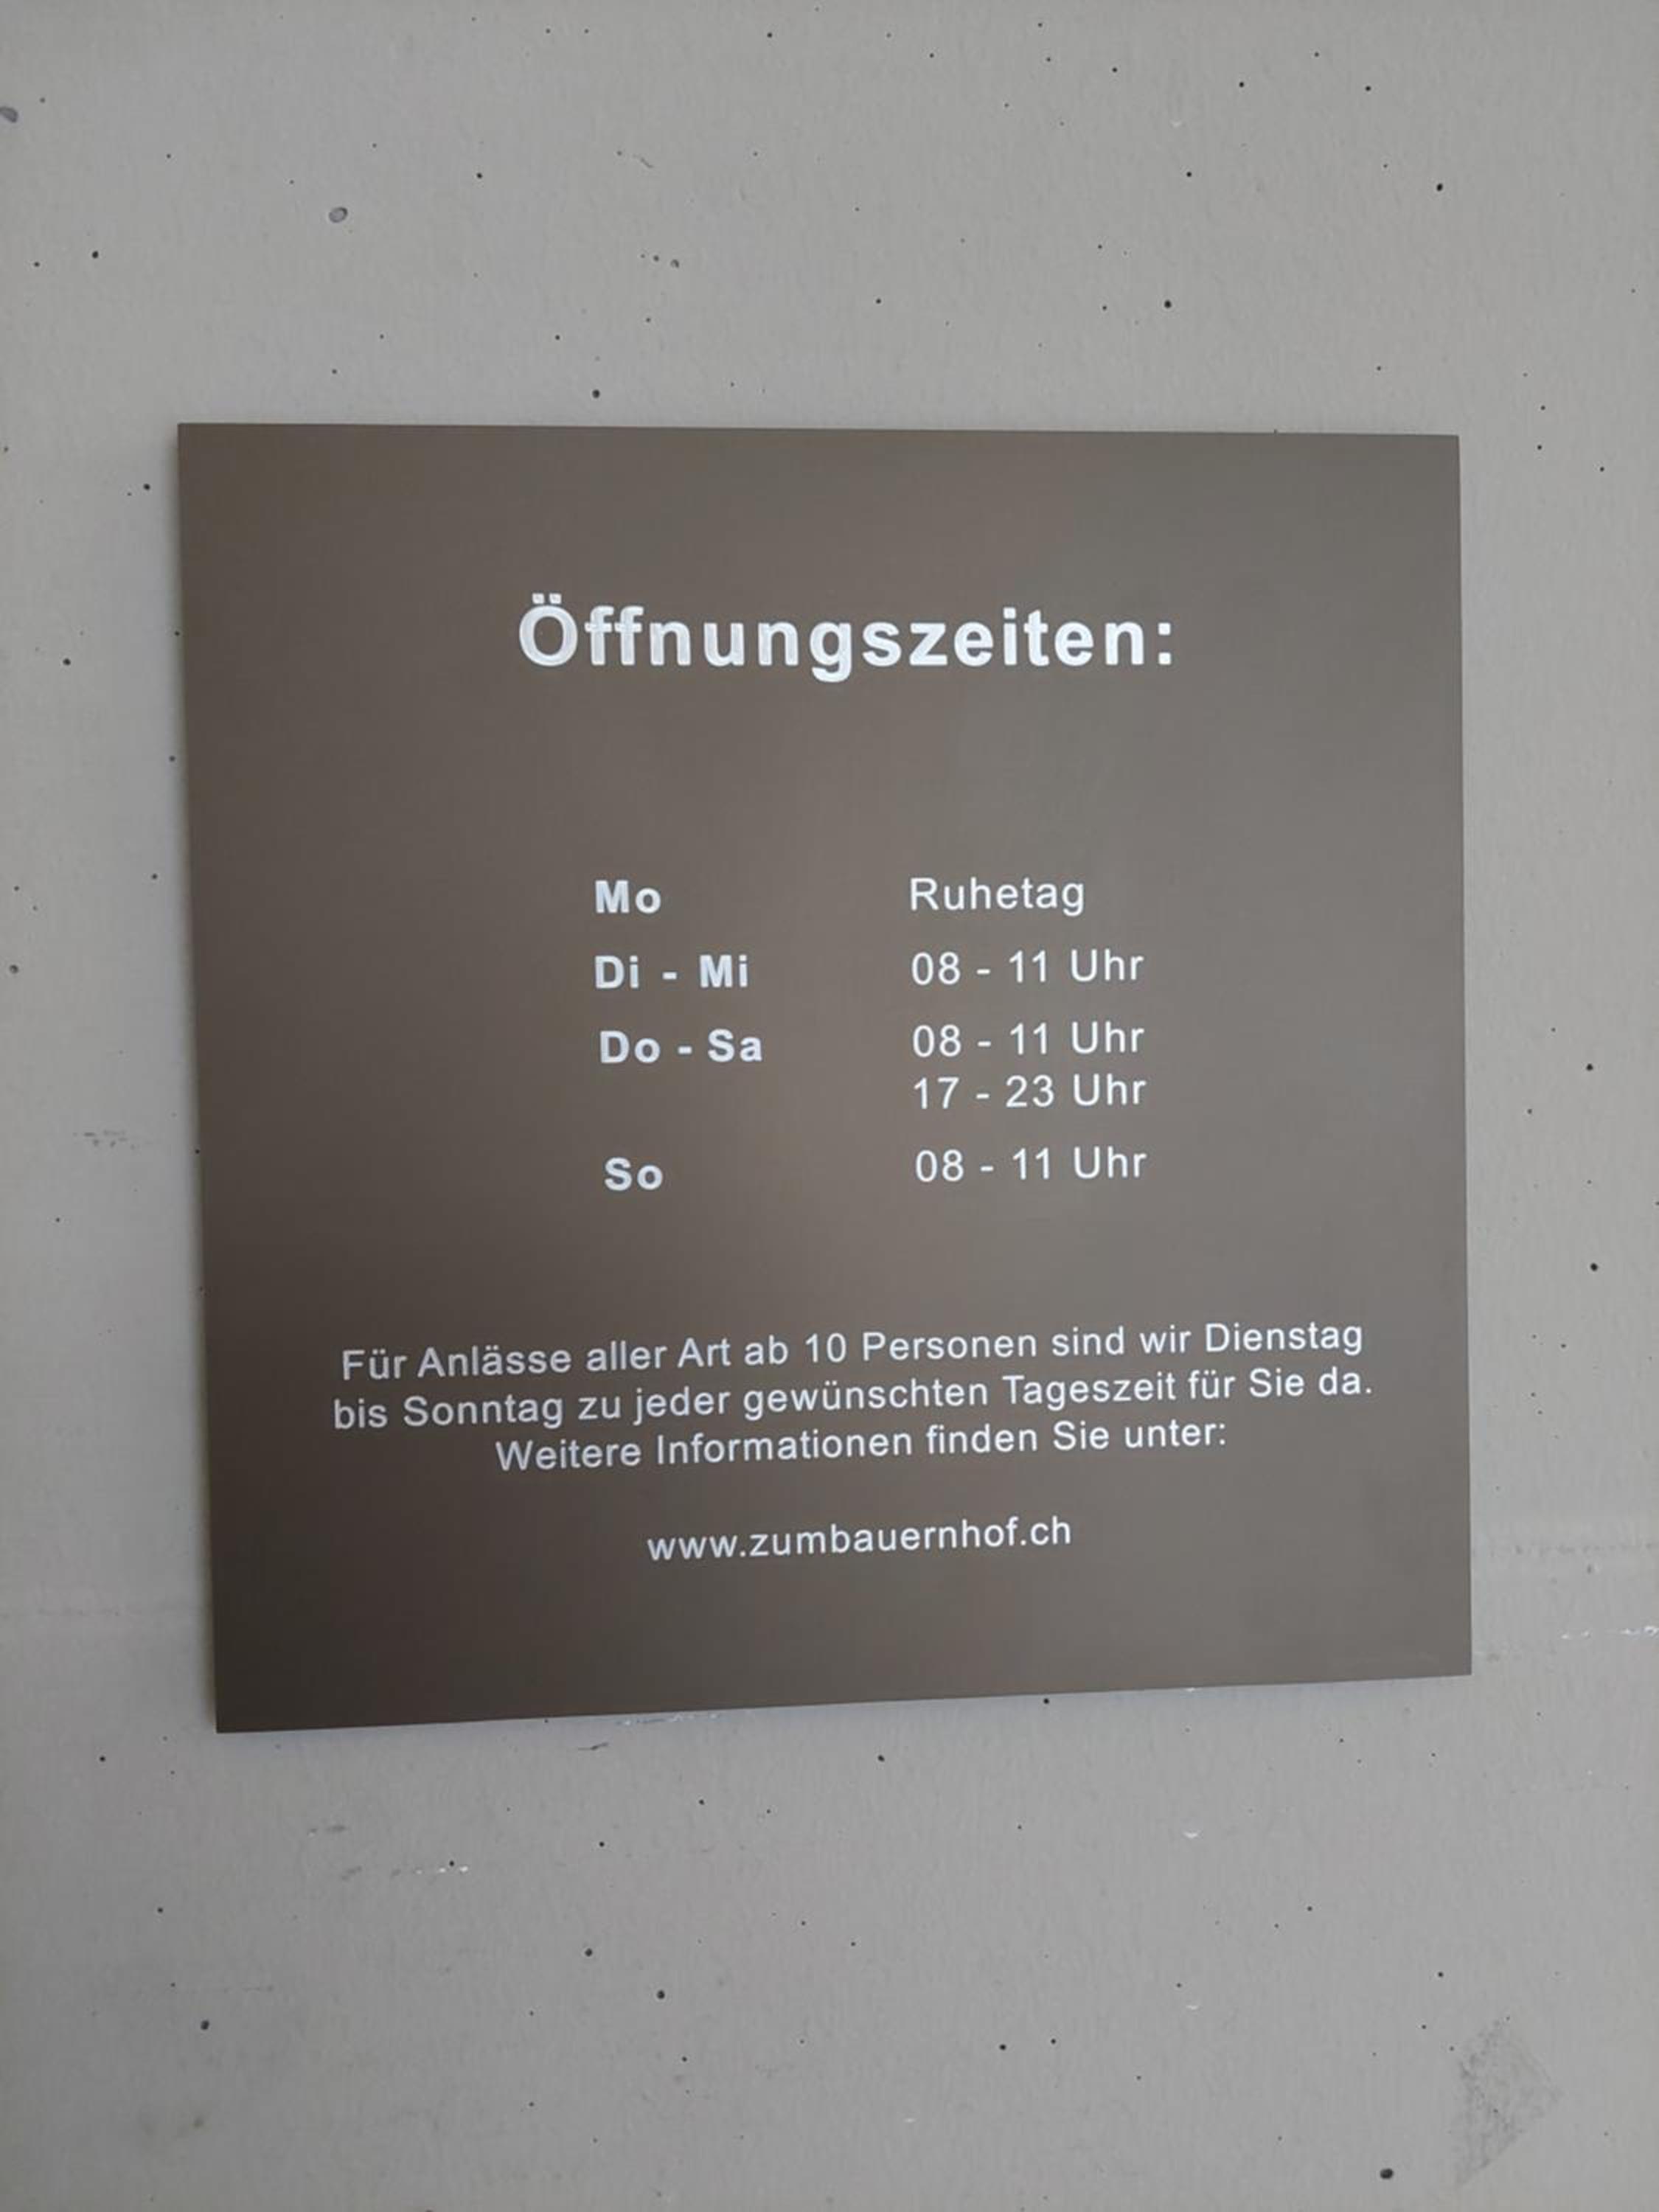 Öffnungszeiten:
Mo Ruhetag
Di - Mi 08 - 11 Uhr
Do - Sa 08 - 11 Uhr
17 - 23 Uhr
So 08 - 11 Uhr
Für Anlässe aller Art ab 10 Personen sind wir Dienstag
bis Sonntag zu jeder gewünschten Tageszeit für Sie da.
Weitere Informationen finden Sie unter:
www.zumbauernhof.ch